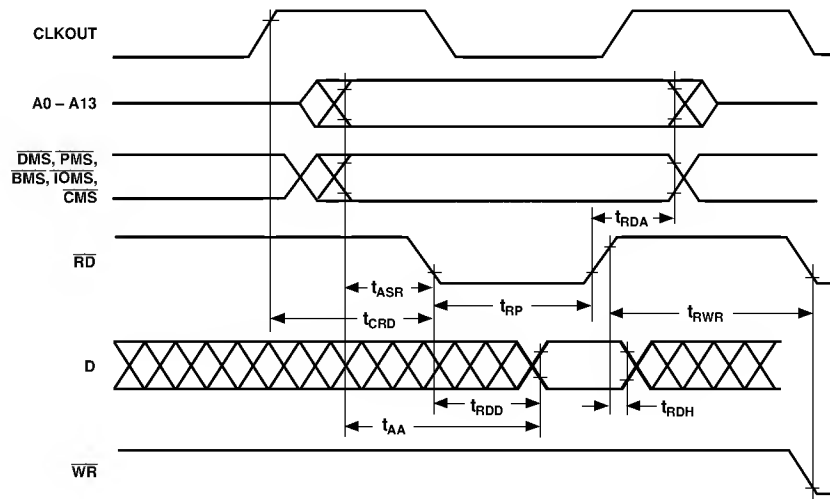 CLKOUT
A0 – A13
DMS, PMS,
BMS, IOMS,
CMS
tRDA
RD
tASR
tRP
tCRD
tRWR
D
tRDD
tRDH
tAA
WR